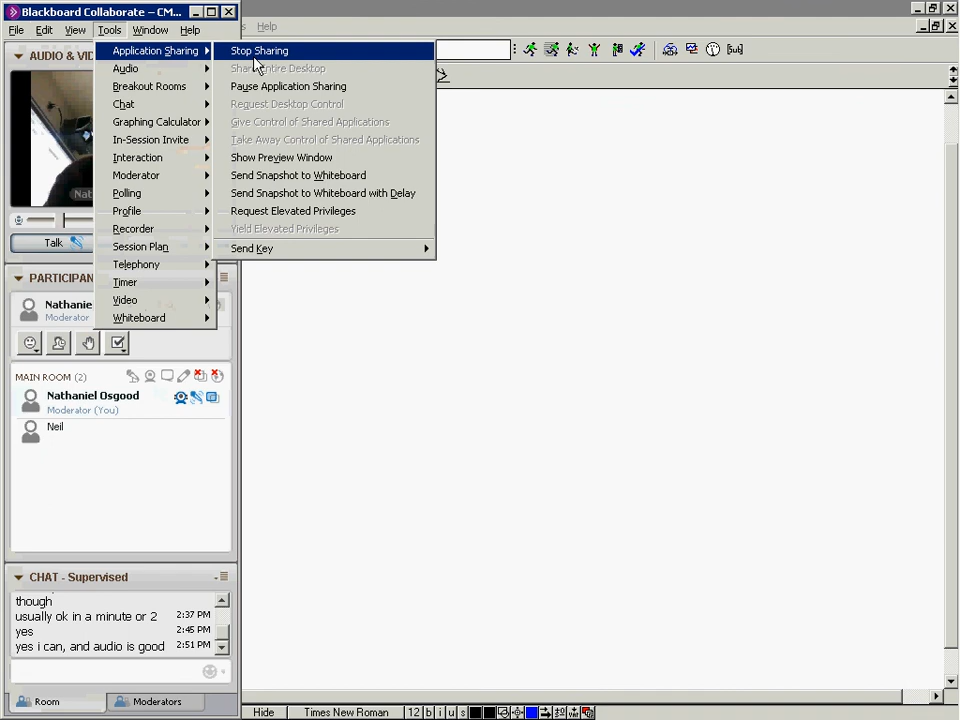 Blackboard Collaborate – CM...
File Edit View Tools Window Help
Help
AUDIO & VID
Application Sharing
Audio
Breakout Rooms
Chat
Graphing Calculator
In-Session Invite
Interaction
Moderator
Polling
Profile
Recorder
Session Plan
Telephony
Timer
Video
Whiteboard
Stop Sharing
Share Entire Desktop
Pause Application Sharing
Request Desktop Control
Give Control of Shared Applications
Take Away Control of Shared Applications
Show Preview Window
Send Snapshot to Whiteboard
Send Snapshot to Whiteboard with Delay
Request Elevated Privileges
Yield Elevated Privileges
Send Key
Nat
Talk
PARTICIPAN
Nathanie
Moderator
MAIN ROOM (2)
Nathaniel Osgood
Moderator (You)
Neil
CHAT - Supervised
though
usually ok in a minute or 2 2:37 PM
yes 2:45 PM
yes i can, and audio is good 2:51 PM
Room Moderators
Hide Times New Roman 12 b i u s
{sub}